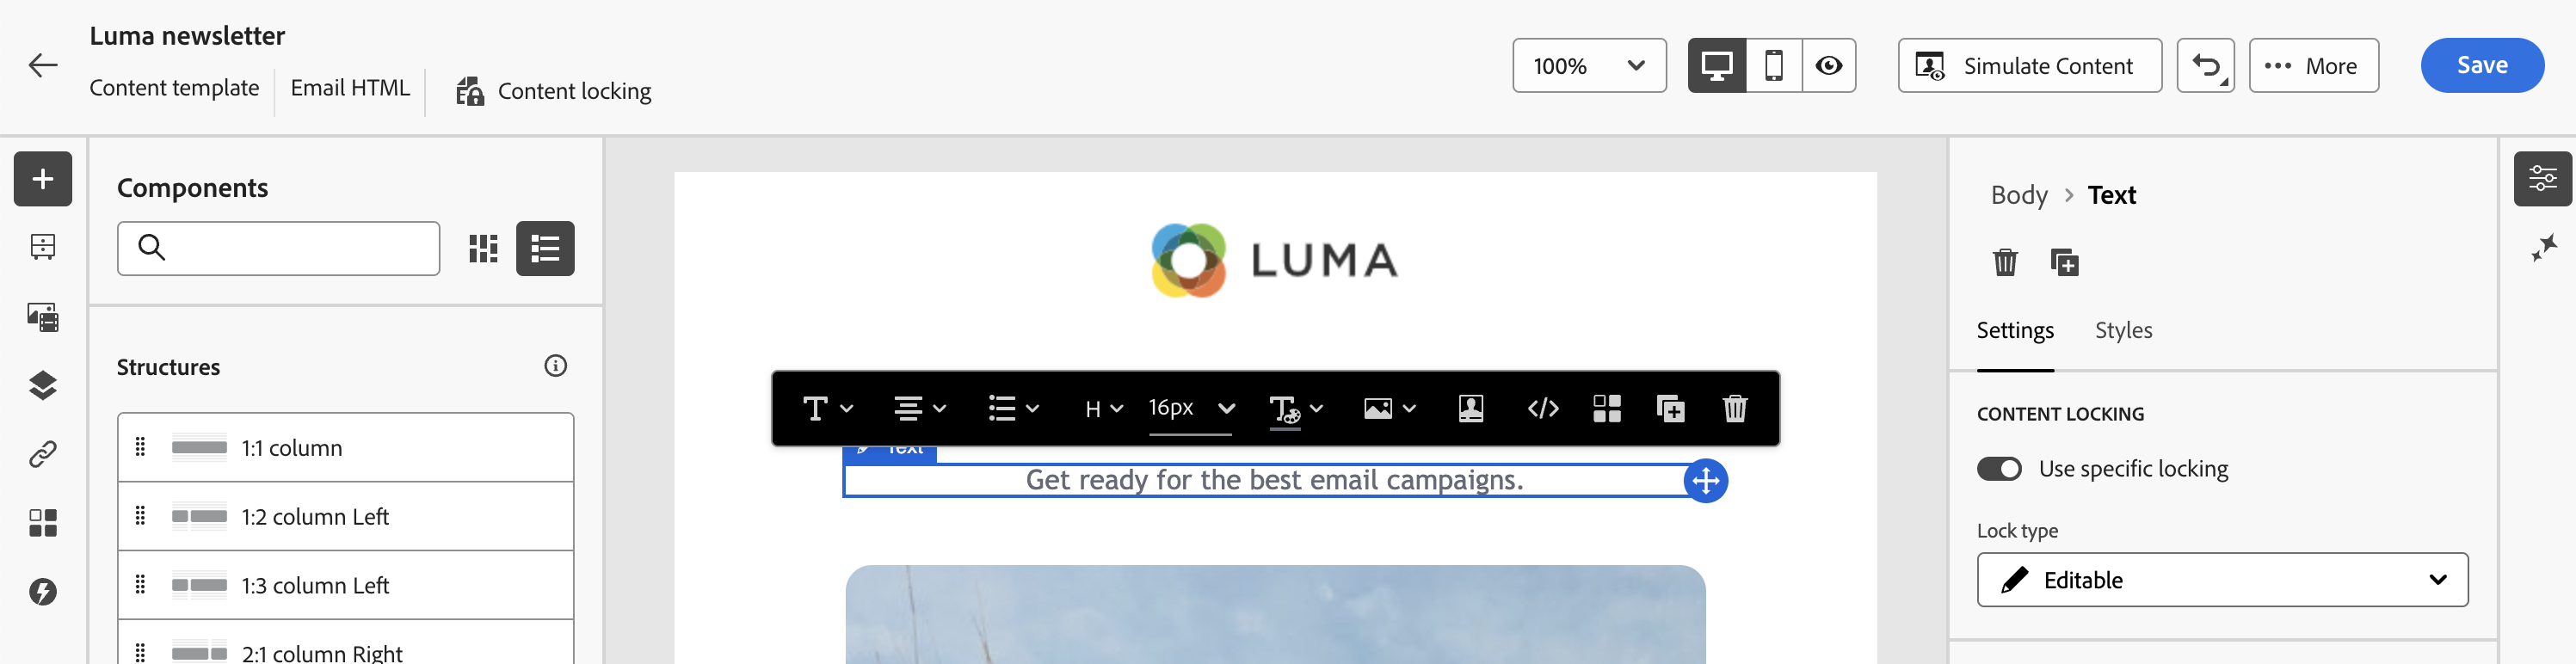 Luma newsletter
Content template
Email HTML
Content locking
100%
Simulate Content
More
Save
Components
Structures
1:1 column
1:2 column Left
1:3 column Left
2:1 column Right
LUMA
H
16px
Text
Get ready for the best email campaigns.
Body > Text
Settings
Styles
CONTENT LOCKING
Use specific locking
Lock type
Editable